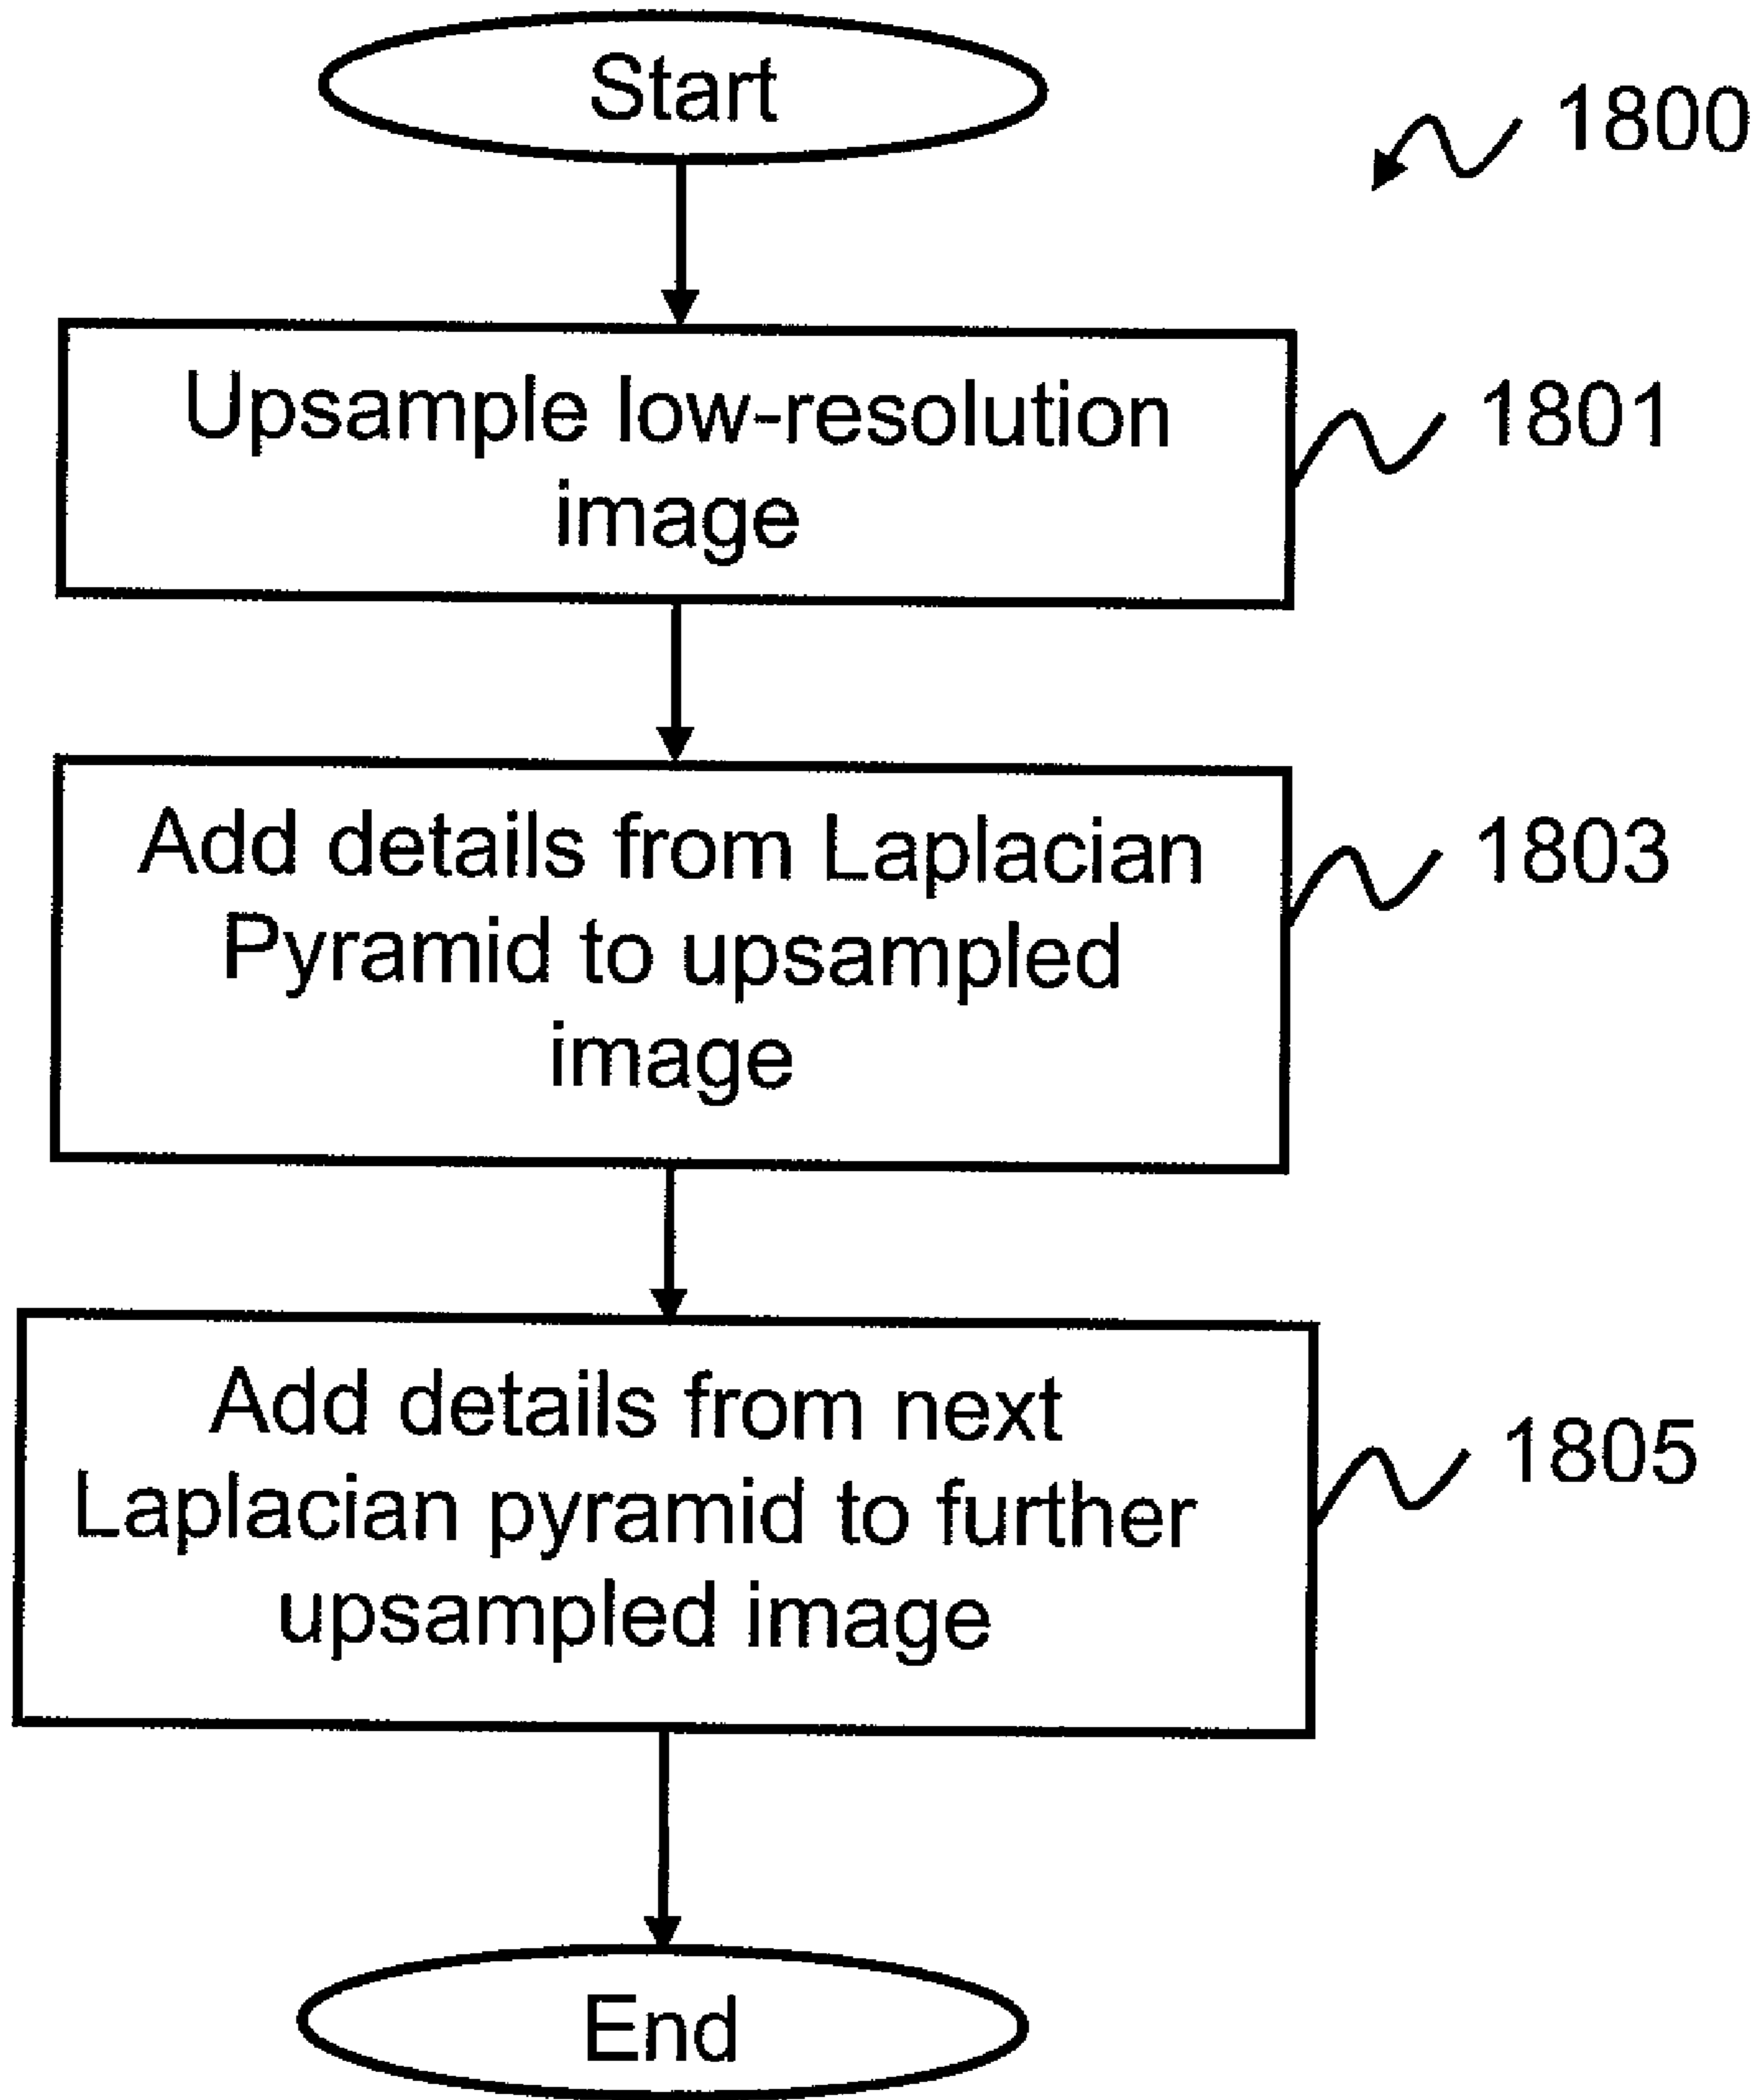 Start
1800
Upsample low-resolution
image
1801
Add details from Laplacian
Pyramid to upsampled
image
1803
Add details from next
Laplacian pyramid to further
upsampled image
1805
End